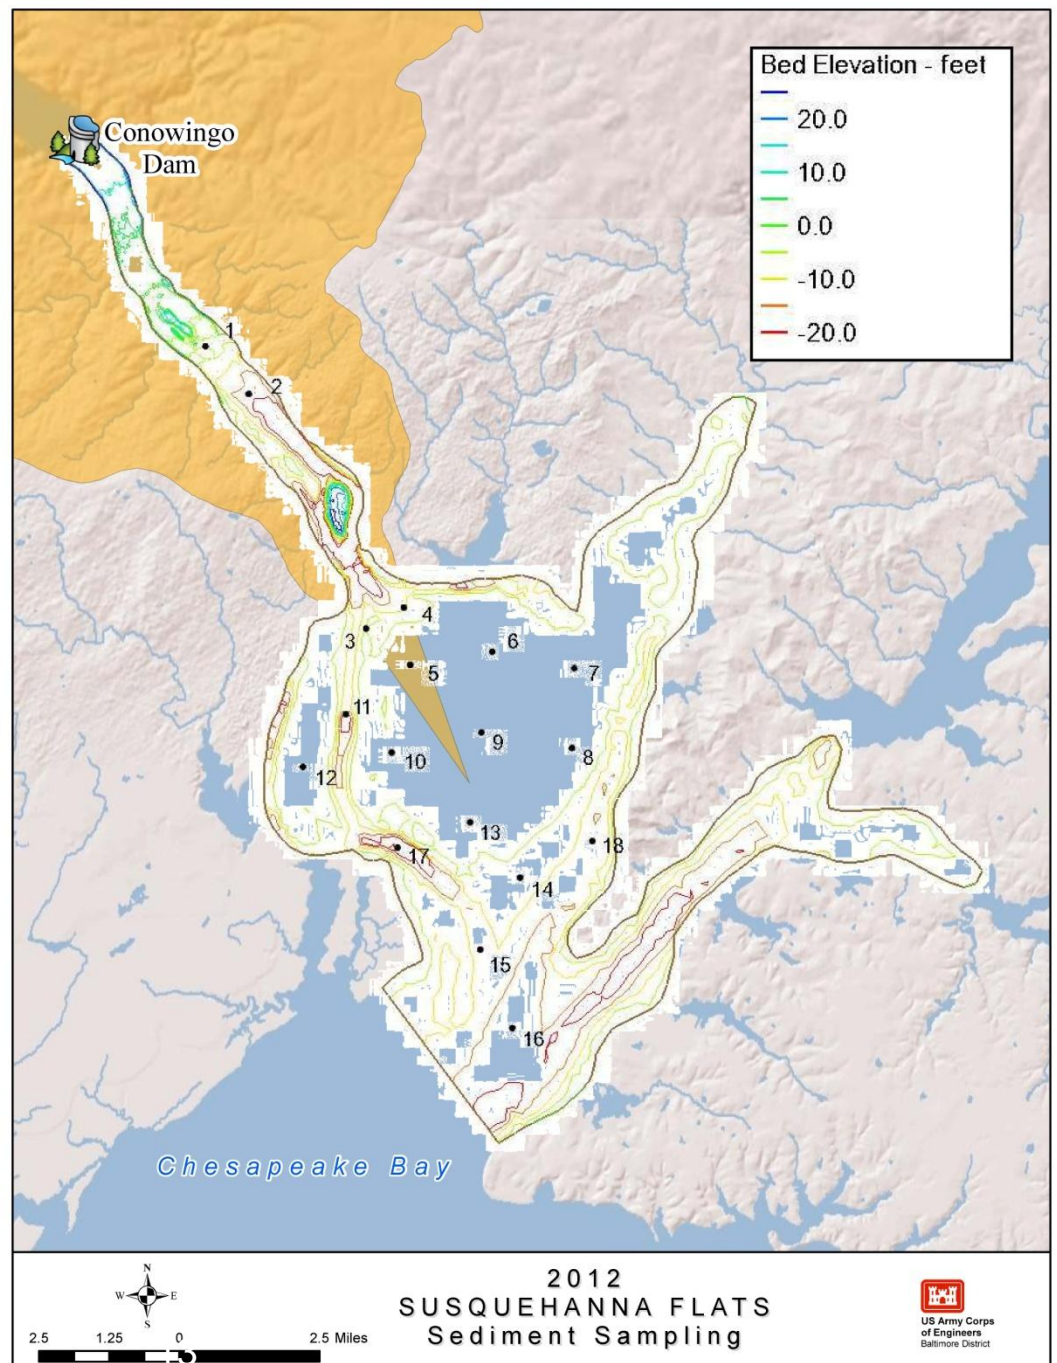 Bed Elevation - feet
20.0
10.0
0.0
-10.0
-20.0
Conowingo
Dam
1
2
3
4
5
6
7
8
9
10
11
12
13
14
15
16
17
18
Chesapeake Bay
N
W E
S
2.5 1.25 0 2.5 Miles
2012
SUSQUEHANNA FLATS
Sediment Sampling
US Army Corps
of Engineers
Baltimore District